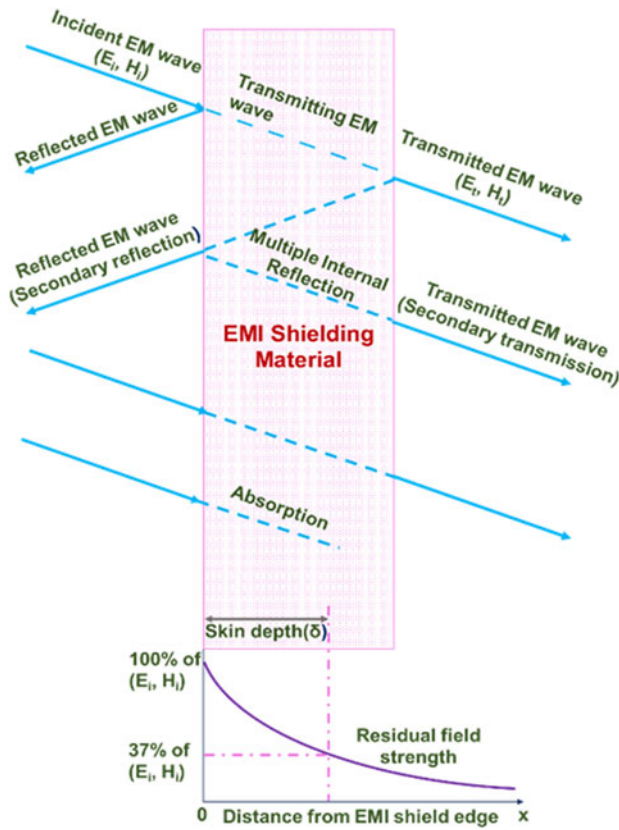 Incident EM wave
(Eᵢ, Hᵢ)
Reflected EM wave
Transmitting EM
wave
Transmitted EM wave
(Eₜ, Hₜ)
Reflected EM wave
(Secondary reflection)
Multiple Internal
Reflection
Transmitted EM wave
(Secondary transmission)
EMI Shielding
Material
Absorption
Skin depth(δ)
100% of
(Eᵢ, Hᵢ)
37% of
(Eᵢ, Hᵢ)
Residual field
strength
0 Distance from EMI shield edge x